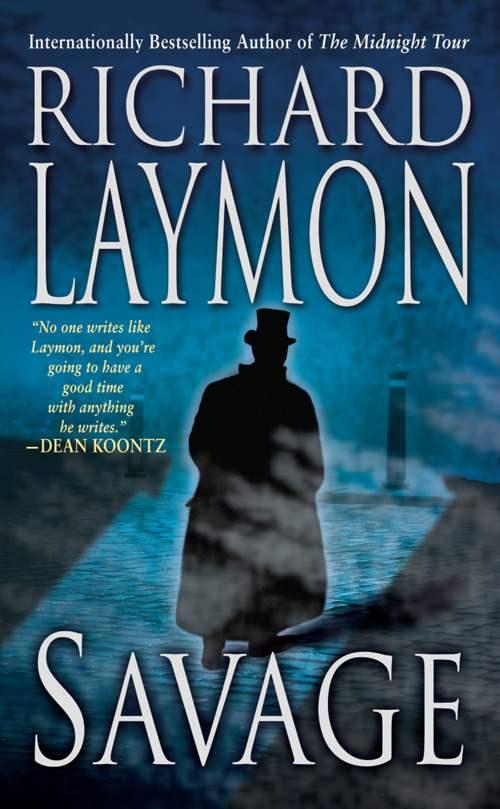 Internationally Bestselling Author of The Midnight Tour
RICHARD
LAYMON
“No one writes like
Laymon, and you’re
going to have a
good time
with anything
he writes.”
—DEAN KOONTZ
SAVAGE